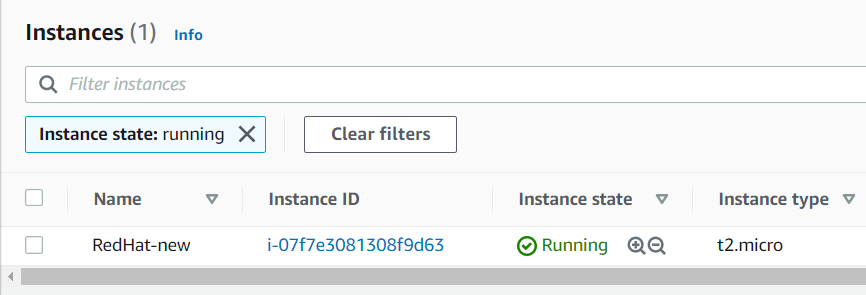 Instances (1) Info
Filter instances
Instance state: running Clear filters
Name Instance ID Instance state Instance type
RedHat-new i-07f7e3081308f9d63 Running t2.micro